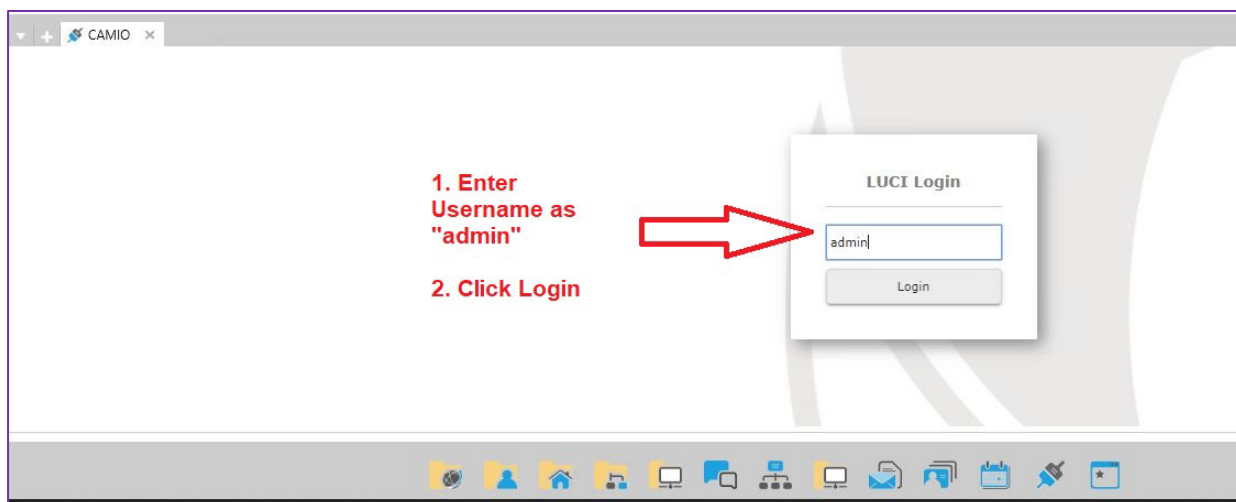 CAMIO
1. Enter
Username as
"admin"
2. Click Login
LUCI Login
admin
Login